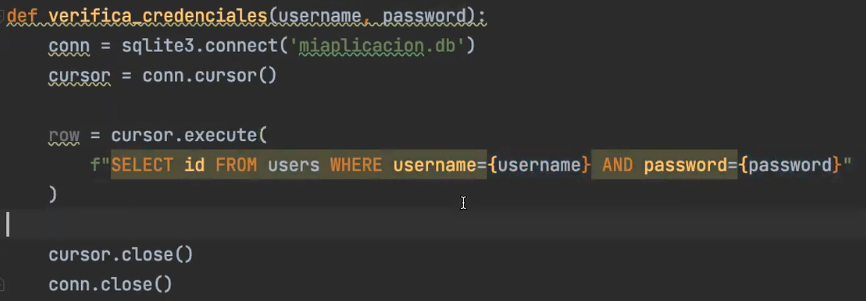 def verifica_credenciales(username, password):
    conn = sqlite3.connect('miaplicacion.db')
    cursor = conn.cursor()

    row = cursor.execute(
        f"SELECT id FROM users WHERE username={username} AND password={password}"
    )

    cursor.close()
    conn.close()